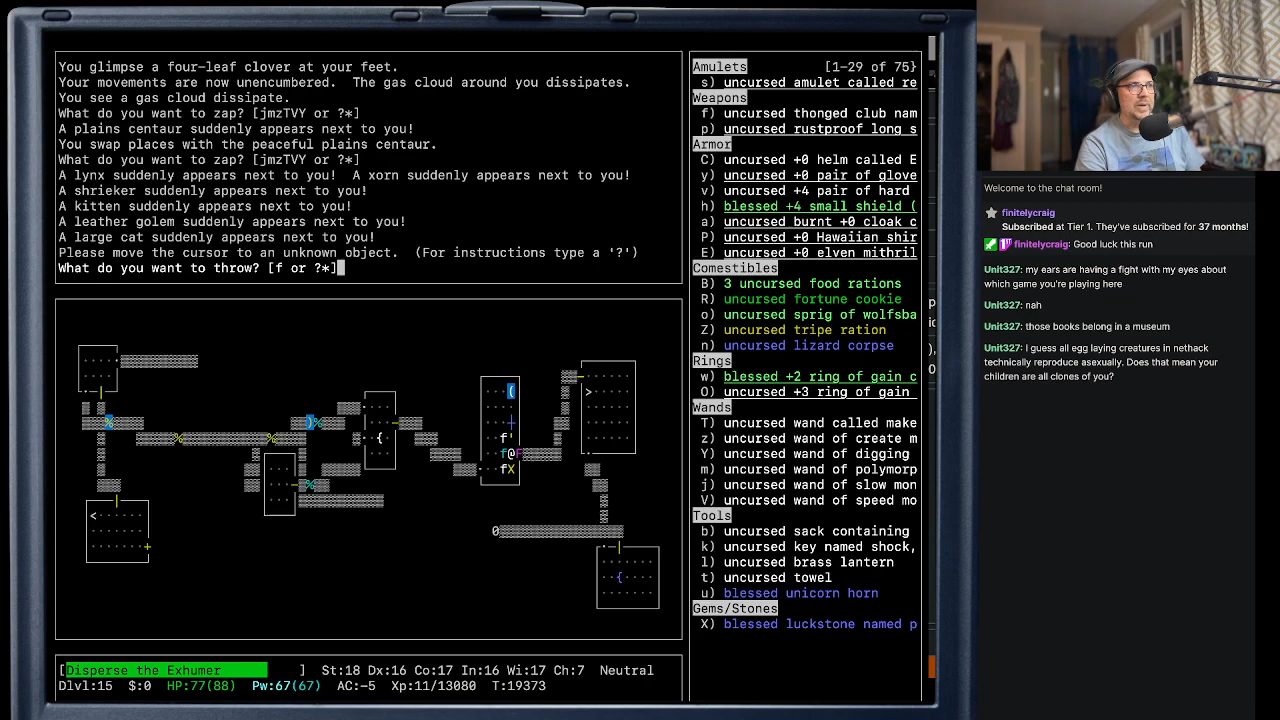 You glimpse a four-leaf clover at your feet.
Your movements are now unencumbered.  The gas cloud around you dissipates.
You see a gas cloud dissipate.
What do you want to zap? [jmzTVY or ?*]
A plains centaur suddenly appears next to you!
You swap places with the peaceful plains centaur.
What do you want to zap? [jmzTVY or ?*]
A lynx suddenly appears next to you!  A xorn suddenly appears next to you!
A shrieker suddenly appears next to you!
A kitten suddenly appears next to you!
A leather golem suddenly appears next to you!
A large cat suddenly appears next to you!
Please move the cursor to an unknown object.  (For instructions type a '?')
What do you want to throw? [f or ?*]
[Disperse the Exhumer ] St:18 Dx:16 Co:17 In:16 Wi:17 Ch:7 Neutral
Dlvl:15 $:0 HP:77(88) Pw:67(67) AC:-5 Xp:11/13080 T:19373
Amulets [1-29 of 75}
s) uncursed amulet called re
Weapons
f) uncursed thonged club nam
p) uncursed rustproof long s
Armor
C) uncursed +0 helm called E
y) uncursed +0 pair of glove
v) uncursed +4 pair of hard
h) blessed +4 small shield (
a) uncursed burnt +0 cloak c
P) uncursed +0 Hawaiian shir
E) uncursed +0 elven mithril
Comestibles
B) 3 uncursed food rations
R) uncursed fortune cookie
o) uncursed sprig of wolfsba
Z) uncursed tripe ration
n) uncursed lizard corpse
Rings
w) blessed +2 ring of gain c
O) uncursed +3 ring of gain
Wands
T) uncursed wand called make
z) uncursed wand of create m
Y) uncursed wand of digging
m) uncursed wand of polymorp
j) uncursed wand of slow mon
V) uncursed wand of speed mo
Tools
b) uncursed sack containing
k) uncursed key named shock,
l) uncursed brass lantern
t) uncursed towel
u) blessed unicorn horn
Gems/Stones
X) blessed luckstone named p
Welcome to the chat room!
finitelycraig
Subscribed at Tier 1. They've subscribed for 37 months!
finitelycraig: Good luck this run
Unit327: my ears are having a fight with my eyes about
which game you're playing here
Unit327: nah
Unit327: those books belong in a museum
Unit327: I guess all egg laying creatures in nethack
technically reproduce asexually. Does that mean your
children are all clones of you?